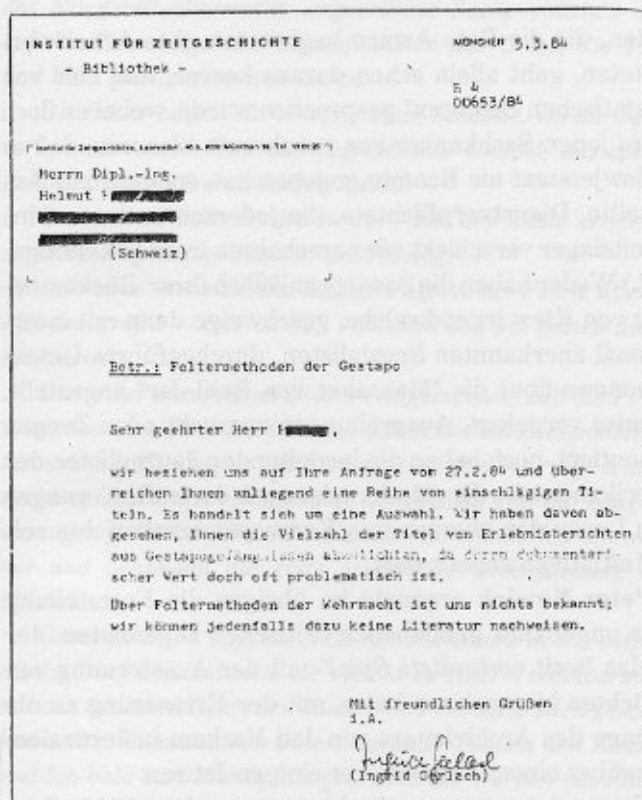 INSTITUT FÜR ZEITGESCHICHTE
- Bibliothek -
München 5.3.84
B 4
00653/84
Herrn Dipl.-Ing.
Helmut
(Schweiz)
Betr.: Foltermethoden der Gestapo
Sehr geehrter Herr
wir beziehen uns auf Ihre Anfrage vom 27.2.84 und über-
reichen Ihnen anliegend eine Reihe von einschlägigen Ti-
teln. Es handelt sich um eine Auswahl. Wir haben davon ab-
gesehen, Ihnen die Vielzahl der Titel von Erlebnisberichten
aus Gestapogefängnissen abzulichten, da deren dokumentari-
scher Wert doch oft problematisch ist.
Über Foltermethoden der Wehrmacht ist uns nichts bekannt;
wir können jedenfalls dazu keine Literatur nachweisen.
Mit freundlichen Grüßen
i.A.
(Ingrid Gerlach)